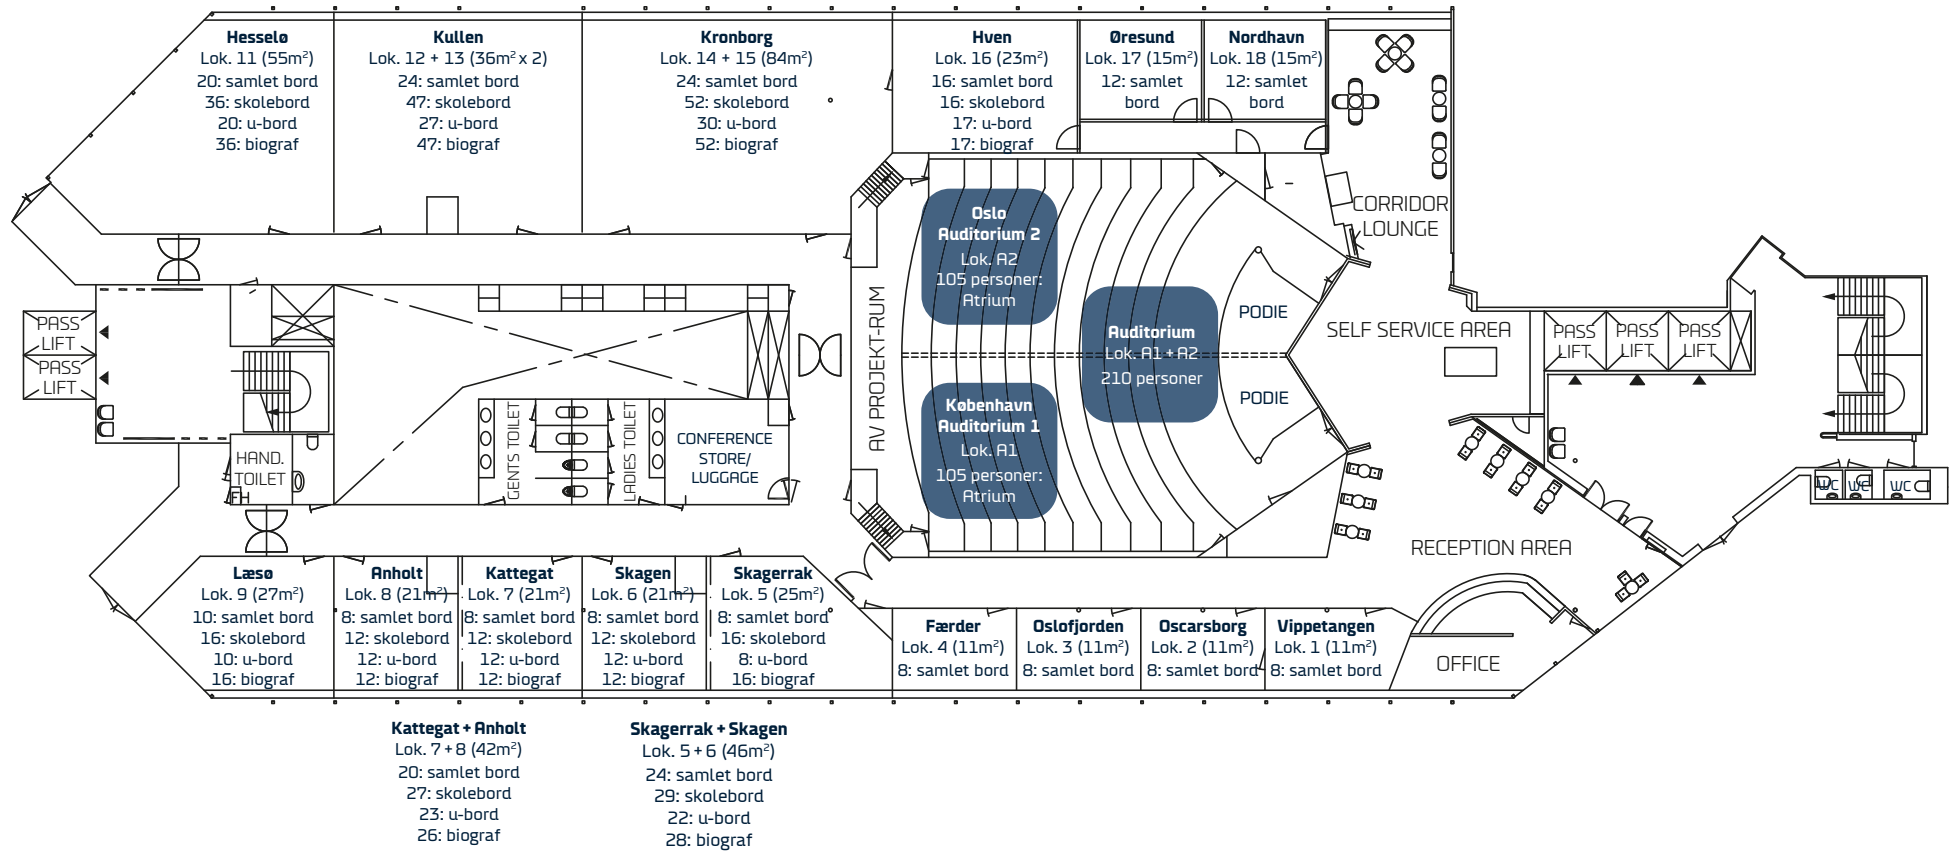 Hesselø
Lok. 11 (55m²)
20: samlet bord
36: skolebord
20: u-bord
36: biograf
Kullen
Lok. 12 + 13 (36m² x 2)
24: samlet bord
47: skolebord
27: u-bord
47: biograf
Kronborg
Lok. 14 + 15 (84m²)
24: samlet bord
52: skolebord
30: u-bord
52: biograf
Hven
Lok. 16 (23m²)
16: samlet bord
16: skolebord
17: u-bord
17: biograf
Øresund
Lok. 17 (15m²)
12: samlet
bord
Nordhavn
Lok. 18 (15m²)
12: samlet
bord
CORRIDOR
LOUNGE
Oslo
Auditorium 2
Lok. A2
105 personer:
Atrium
Auditorium
Lok. A1 + A2
210 personer
København
Auditorium 1
Lok. A1
105 personer:
Atrium
PODIE
PODIE
AV PROJEKT-RUM
SELF SERVICE AREA
PASS
LIFT
PASS
LIFT
PASS
LIFT
PASS
LIFT
PASS
LIFT
HAND.
TOILET
FH
GENTS TOILET
LADIES TOILET
CONFERENCE
STORE/
LUGGAGE
WC
WC
WC
RECEPTION AREA
OFFICE
Læsø
Lok. 9 (27m²)
10: samlet bord
16: skolebord
10: u-bord
16: biograf
Anholt
Lok. 8 (21m²)
8: samlet bord
12: skolebord
12: u-bord
12: biograf
Kattegat
Lok. 7 (21m²)
8: samlet bord
12: skolebord
12: u-bord
12: biograf
Skagen
Lok. 6 (21m²)
8: samlet bord
12: skolebord
12: u-bord
12: biograf
Skagerrak
Lok. 5 (25m²)
8: samlet bord
16: skolebord
8: u-bord
16: biograf
Færder
Lok. 4 (11m²)
8: samlet bord
Oslofjorden
Lok. 3 (11m²)
8: samlet bord
Oscarsborg
Lok. 2 (11m²)
8: samlet bord
Vippetangen
Lok. 1 (11m²)
8: samlet bord
Kattegat + Anholt
Lok. 7 + 8 (42m²)
20: samlet bord
27: skolebord
23: u-bord
26: biograf
Skagerrak + Skagen
Lok. 5 + 6 (46m²)
24: samlet bord
29: skolebord
22: u-bord
28: biograf